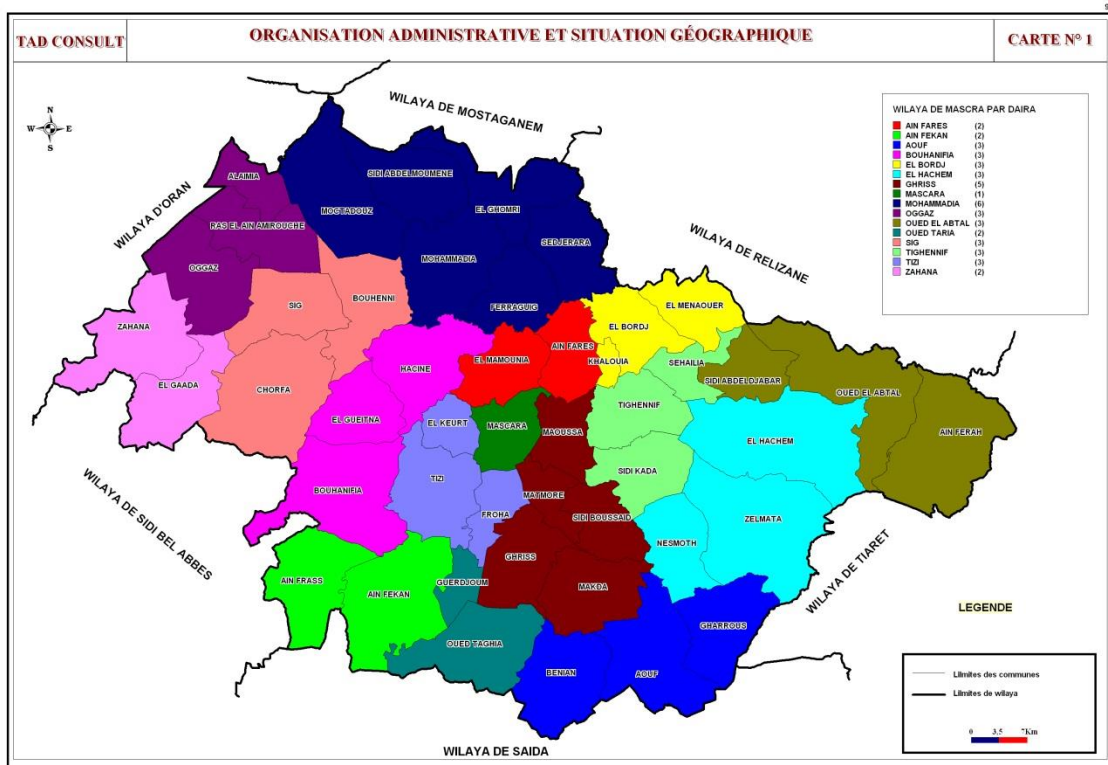 9
TAD CONSULT
ORGANISATION ADMINISTRATIVE ET SITUATION GÉOGRAPHIQUE
CARTE N° 1
N
W E
S
WILAYA DE MOSTAGANEM
WILAYA D'ORAN
WILAYA DE RELIZANE
WILAYA DE SIDI BEL ABBES
WILAYA DE TIARET
WILAYA DE SAIDA
WILAYA DE MASCRA PAR DAIRA
AIN FARES (2)
AIN FEKAN (2)
AOUF (3)
BOUHANIFIA (3)
EL BORDJ (3)
EL HACHEM (3)
GHRISS (5)
MASCARA (1)
MOHAMMADIA (6)
OGGAZ (3)
OUED EL ABTAL (3)
OUED TARIA (2)
SIG (3)
TIGHENNIF (3)
TIZI (3)
ZAHANA (2)
ALAIMIA
SIDI ABDELMOUMENE
MOCTADOUZ
EL GHOMRI
RAS EL AIN AMIROUCHE
SEDJERARA
MOHAMMADIA
OGGAZ
FERRAGUIG
BOUHENNI
SIG
EL MENAOUER
EL BORDJ
ZAHANA
AIN FARES
EL MAMOUNIA
KHALOUIA
SEHAILIA
HACINE
SIDI ABDELDJABAR
EL GAADA
CHORFA
OUED EL ABTAL
TIGHENNIF
EL GUEITNA
EL KEURT
MASCARA
MAOUSSA
EL HACHEM
AIN FERAH
SIDI KADA
TIZI
BOUHANIFIA
MATMORE
FROHA
SIDI BOUSSAID
ZELMATA
NESMOTH
GHRISS
AIN FRASS
GUERDJOUM
MAKDA
AIN FEKAN
GHARROUS
OUED TAGHIA
BENIAN
AOUF
LEGENDE
LIimites des communes
LIimites de wilaya
0 3.5 7Km